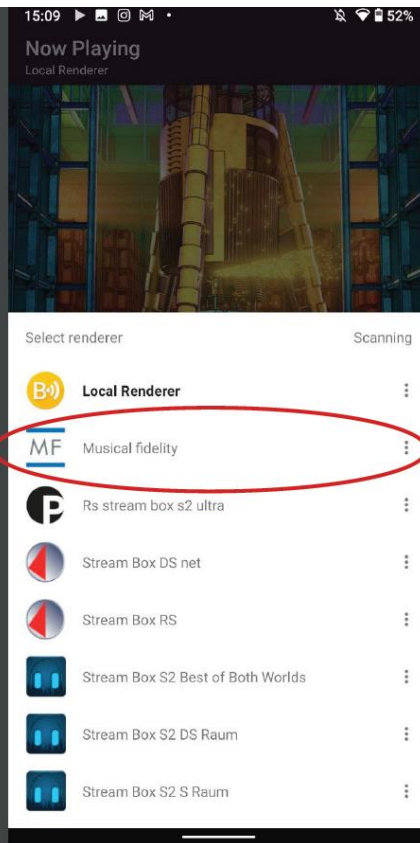 15:09 52%
Now Playing
Local Renderer
Select renderer Scanning
B Local Renderer
MF Musical fidelity
P Rs stream box s2 ultra
Stream Box DS net
Stream Box RS
Stream Box S2 Best of Both Worlds
Stream Box S2 DS Raum
Stream Box S2 S Raum